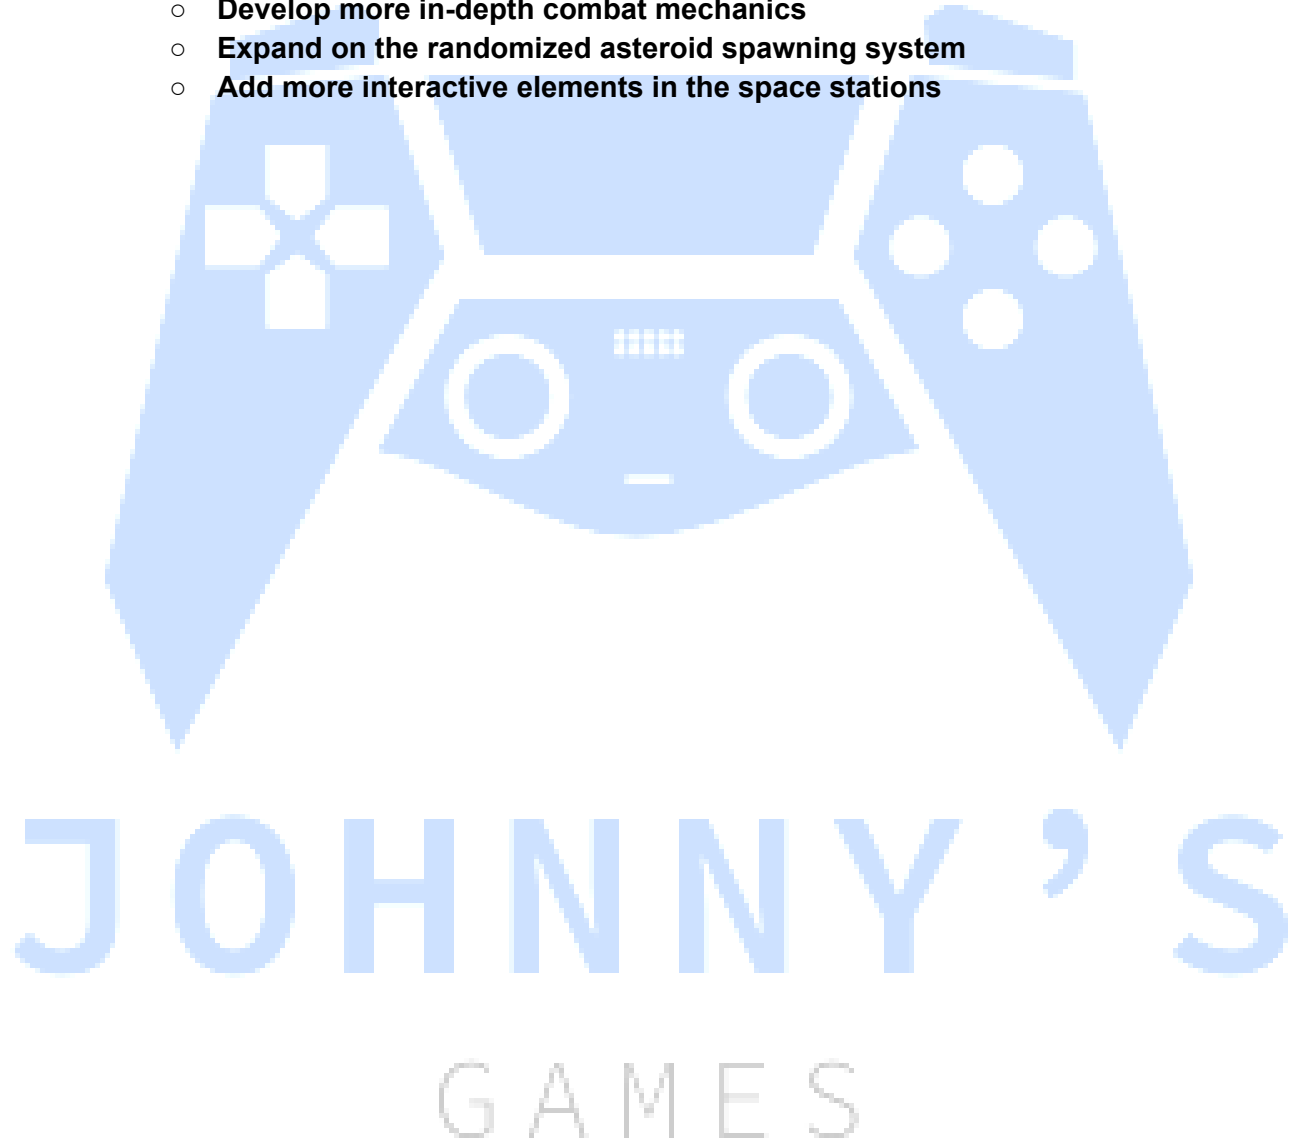 ○ Develop more in-depth combat mechanics
○ Expand on the randomized asteroid spawning system
○ Add more interactive elements in the space stations
JOHNNY’S
GAMES